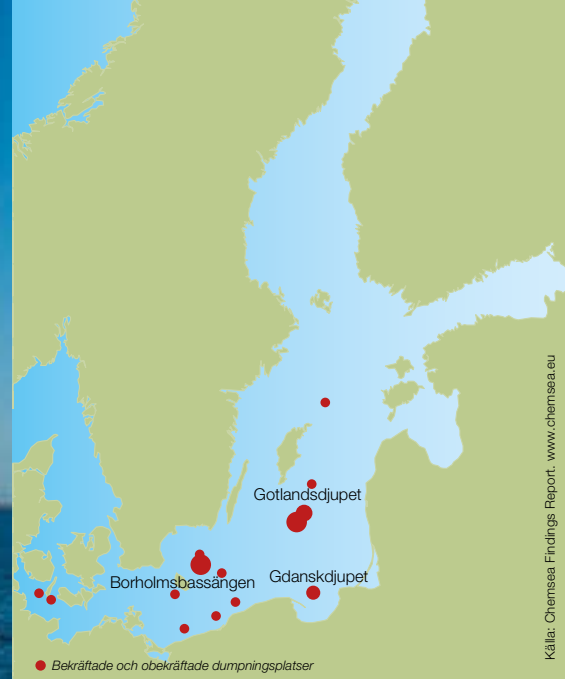 Gotlandsdjupet
Borholmsbassängen
Gdanskdjupet
Bekräftade och obekräftade dumpningsplatser
Källa: Chemsea Findings Report. www.chemsea.eu